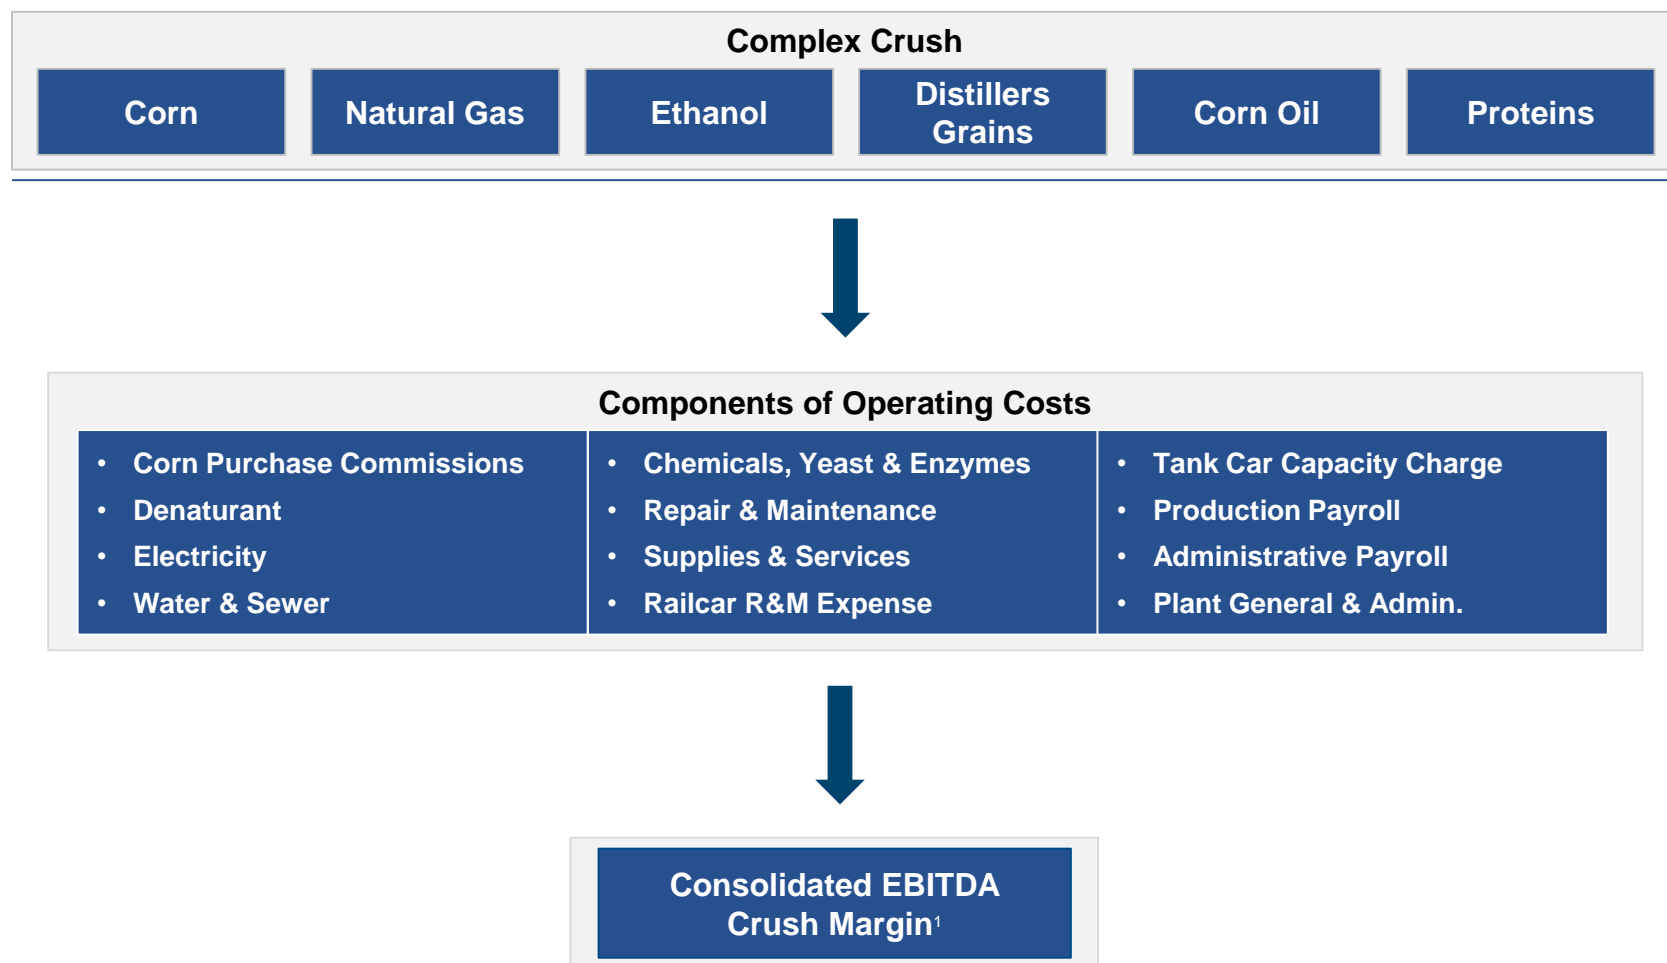 Complex Crush
Corn
Natural Gas
Ethanol
Distillers
Grains
Corn Oil
Proteins
Components of Operating Costs
• Corn Purchase Commissions
• Denaturant
• Electricity
• Water & Sewer
• Chemicals, Yeast & Enzymes
• Repair & Maintenance
• Supplies & Services
• Railcar R&M Expense
• Tank Car Capacity Charge
• Production Payroll
• Administrative Payroll
• Plant General & Admin.
Consolidated EBITDA
Crush Margin¹